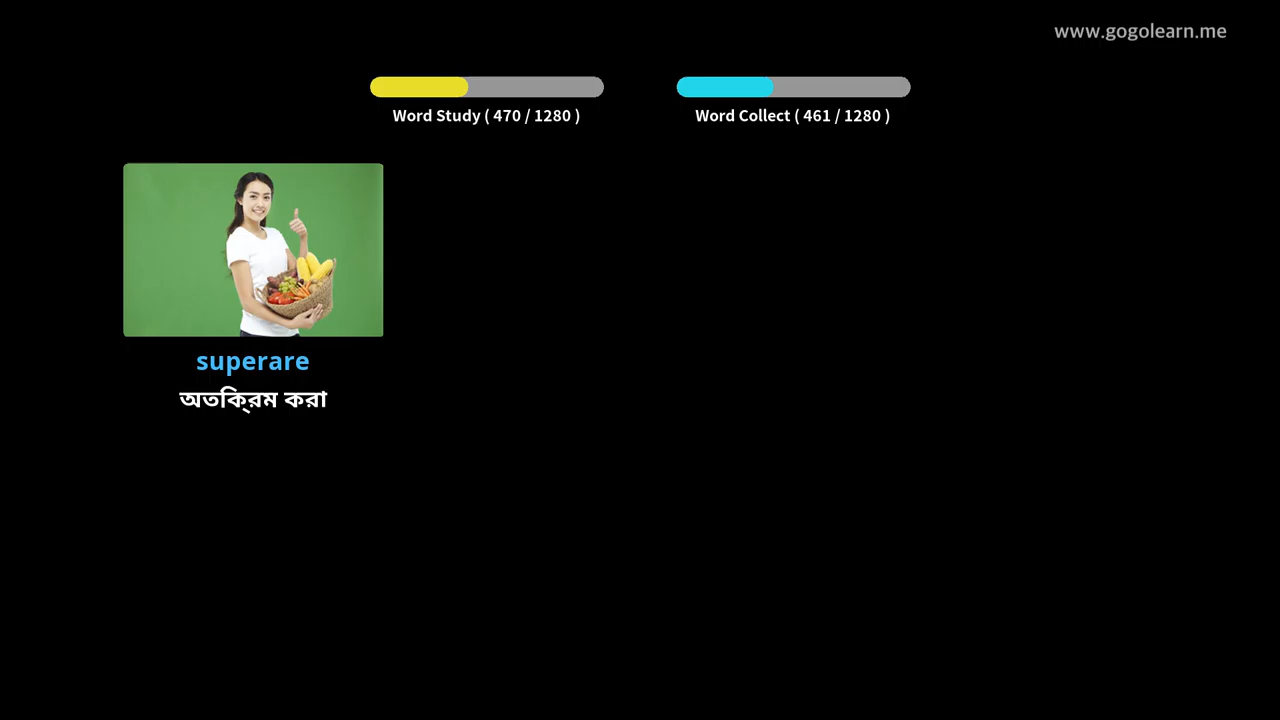 www.gogolearn.me
Word Study ( 470 / 1280 )
Word Collect ( 461 / 1280 )
superare
অতিক্রম করা